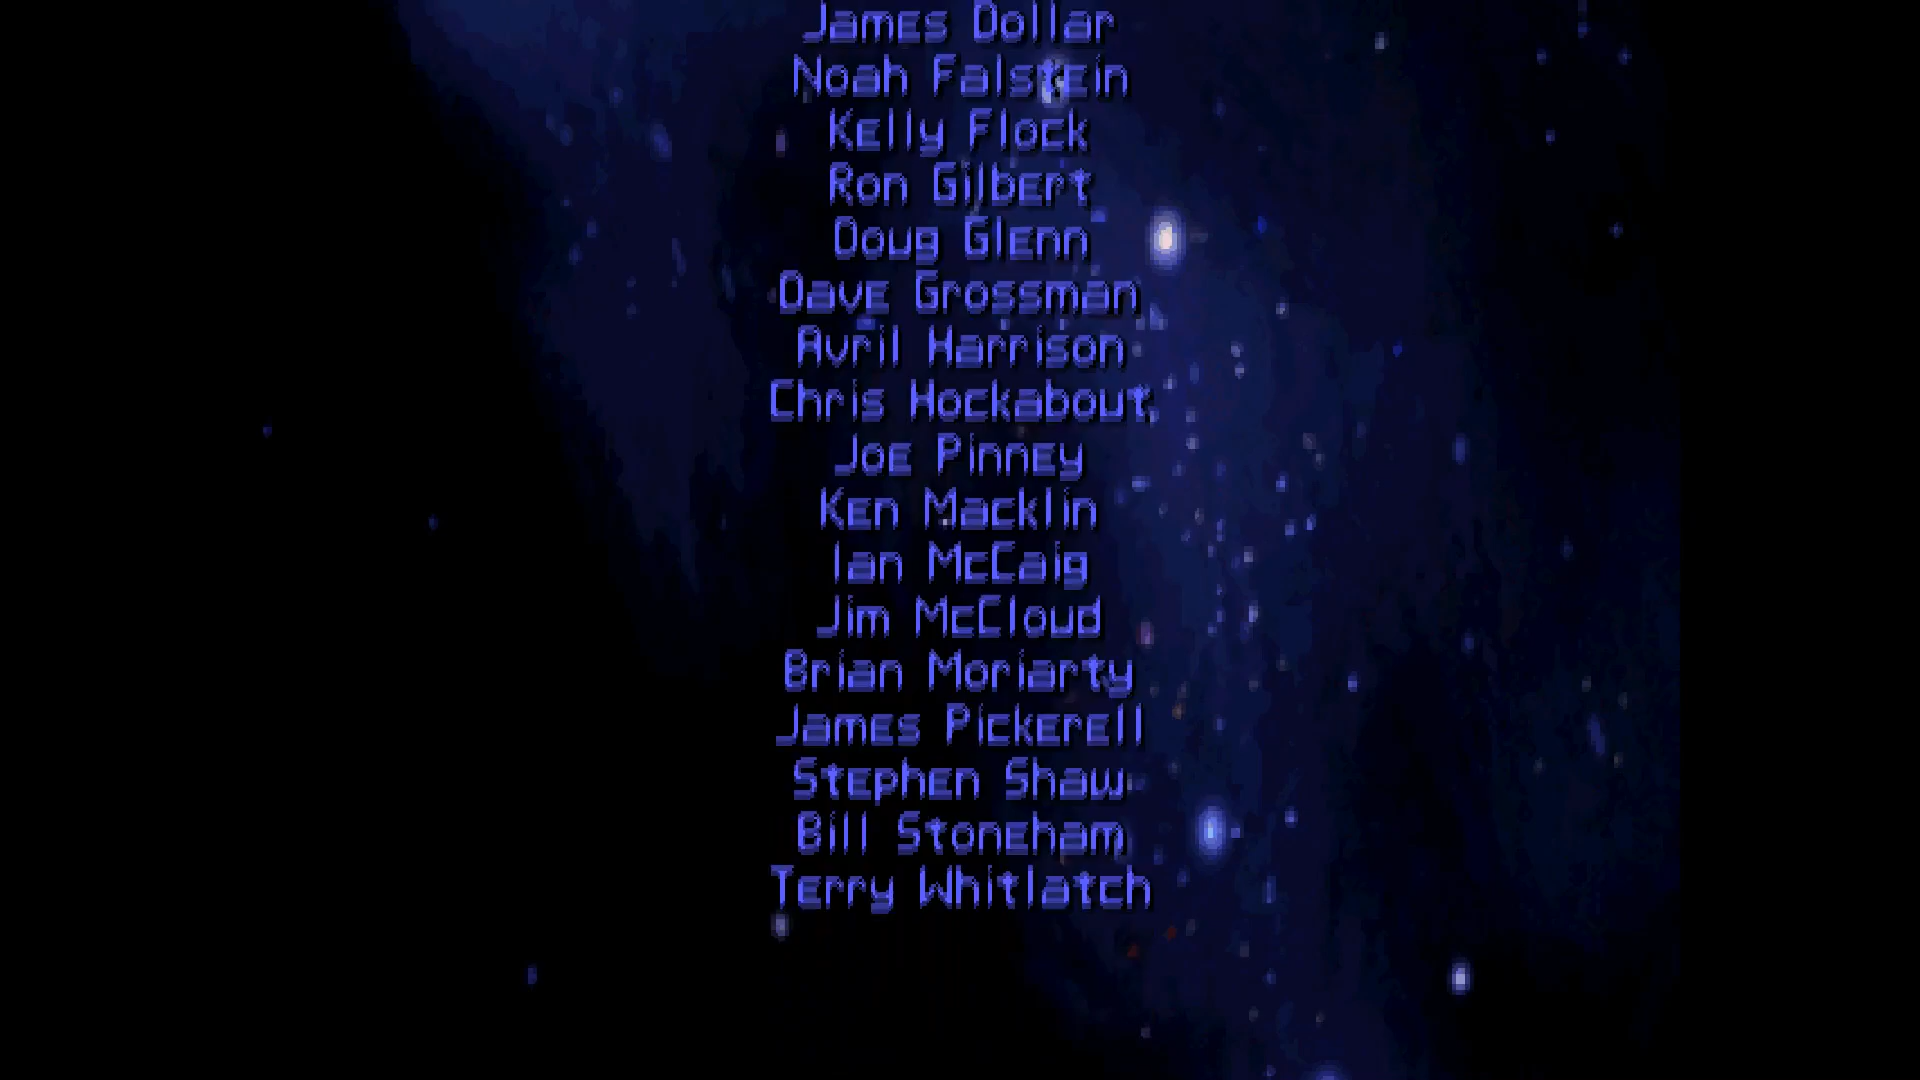 James Dollar
Noah Falstein
Kelly Flock
Ron Gilbert
Doug Glenn
Dave Grossman
Avril Harrison
Chris Hockabout
Joe Pinney
Ken Macklin
Ian McCaig
Jim McCloud
Brian Moriarty
James Pickerell
Stephen Shaw
Bill Stoneham
Terry Whitlatch